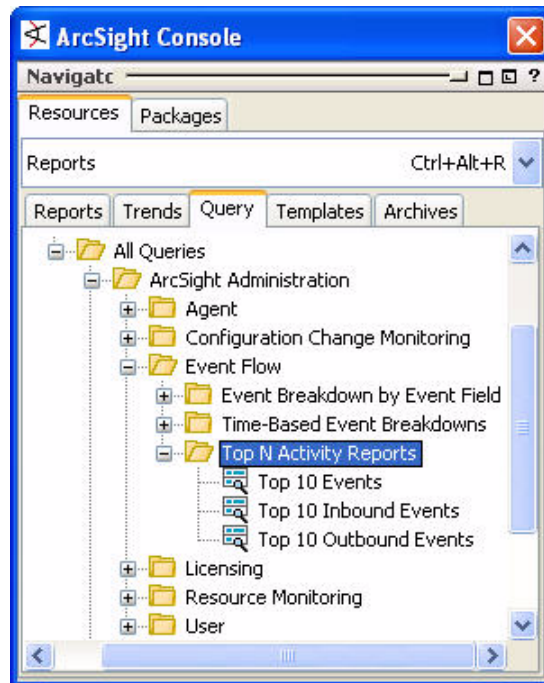 ArcSight Console
Navigatc ?
Resources Packages
Reports Ctrl+Alt+R
Reports Trends Query Templates Archives
All Queries
ArcSight Administration
Agent
Configuration Change Monitoring
Event Flow
Event Breakdown by Event Field
Time-Based Event Breakdowns
Top N Activity Reports
Top 10 Events
Top 10 Inbound Events
Top 10 Outbound Events
Licensing
Resource Monitoring
User